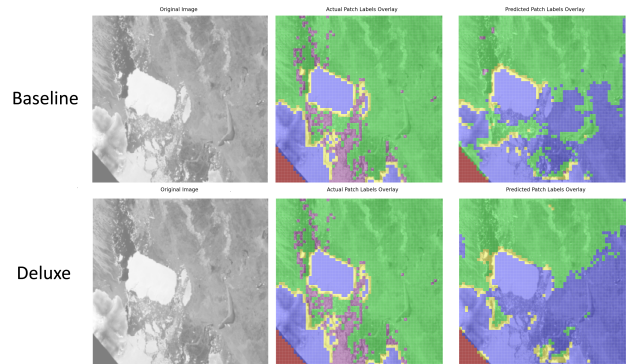 Original Image
Actual Patch Labels Overlay
Predicted Patch Labels Overlay
Baseline
Original Image
Actual Patch Labels Overlay
Predicted Patch Labels Overlay
Deluxe